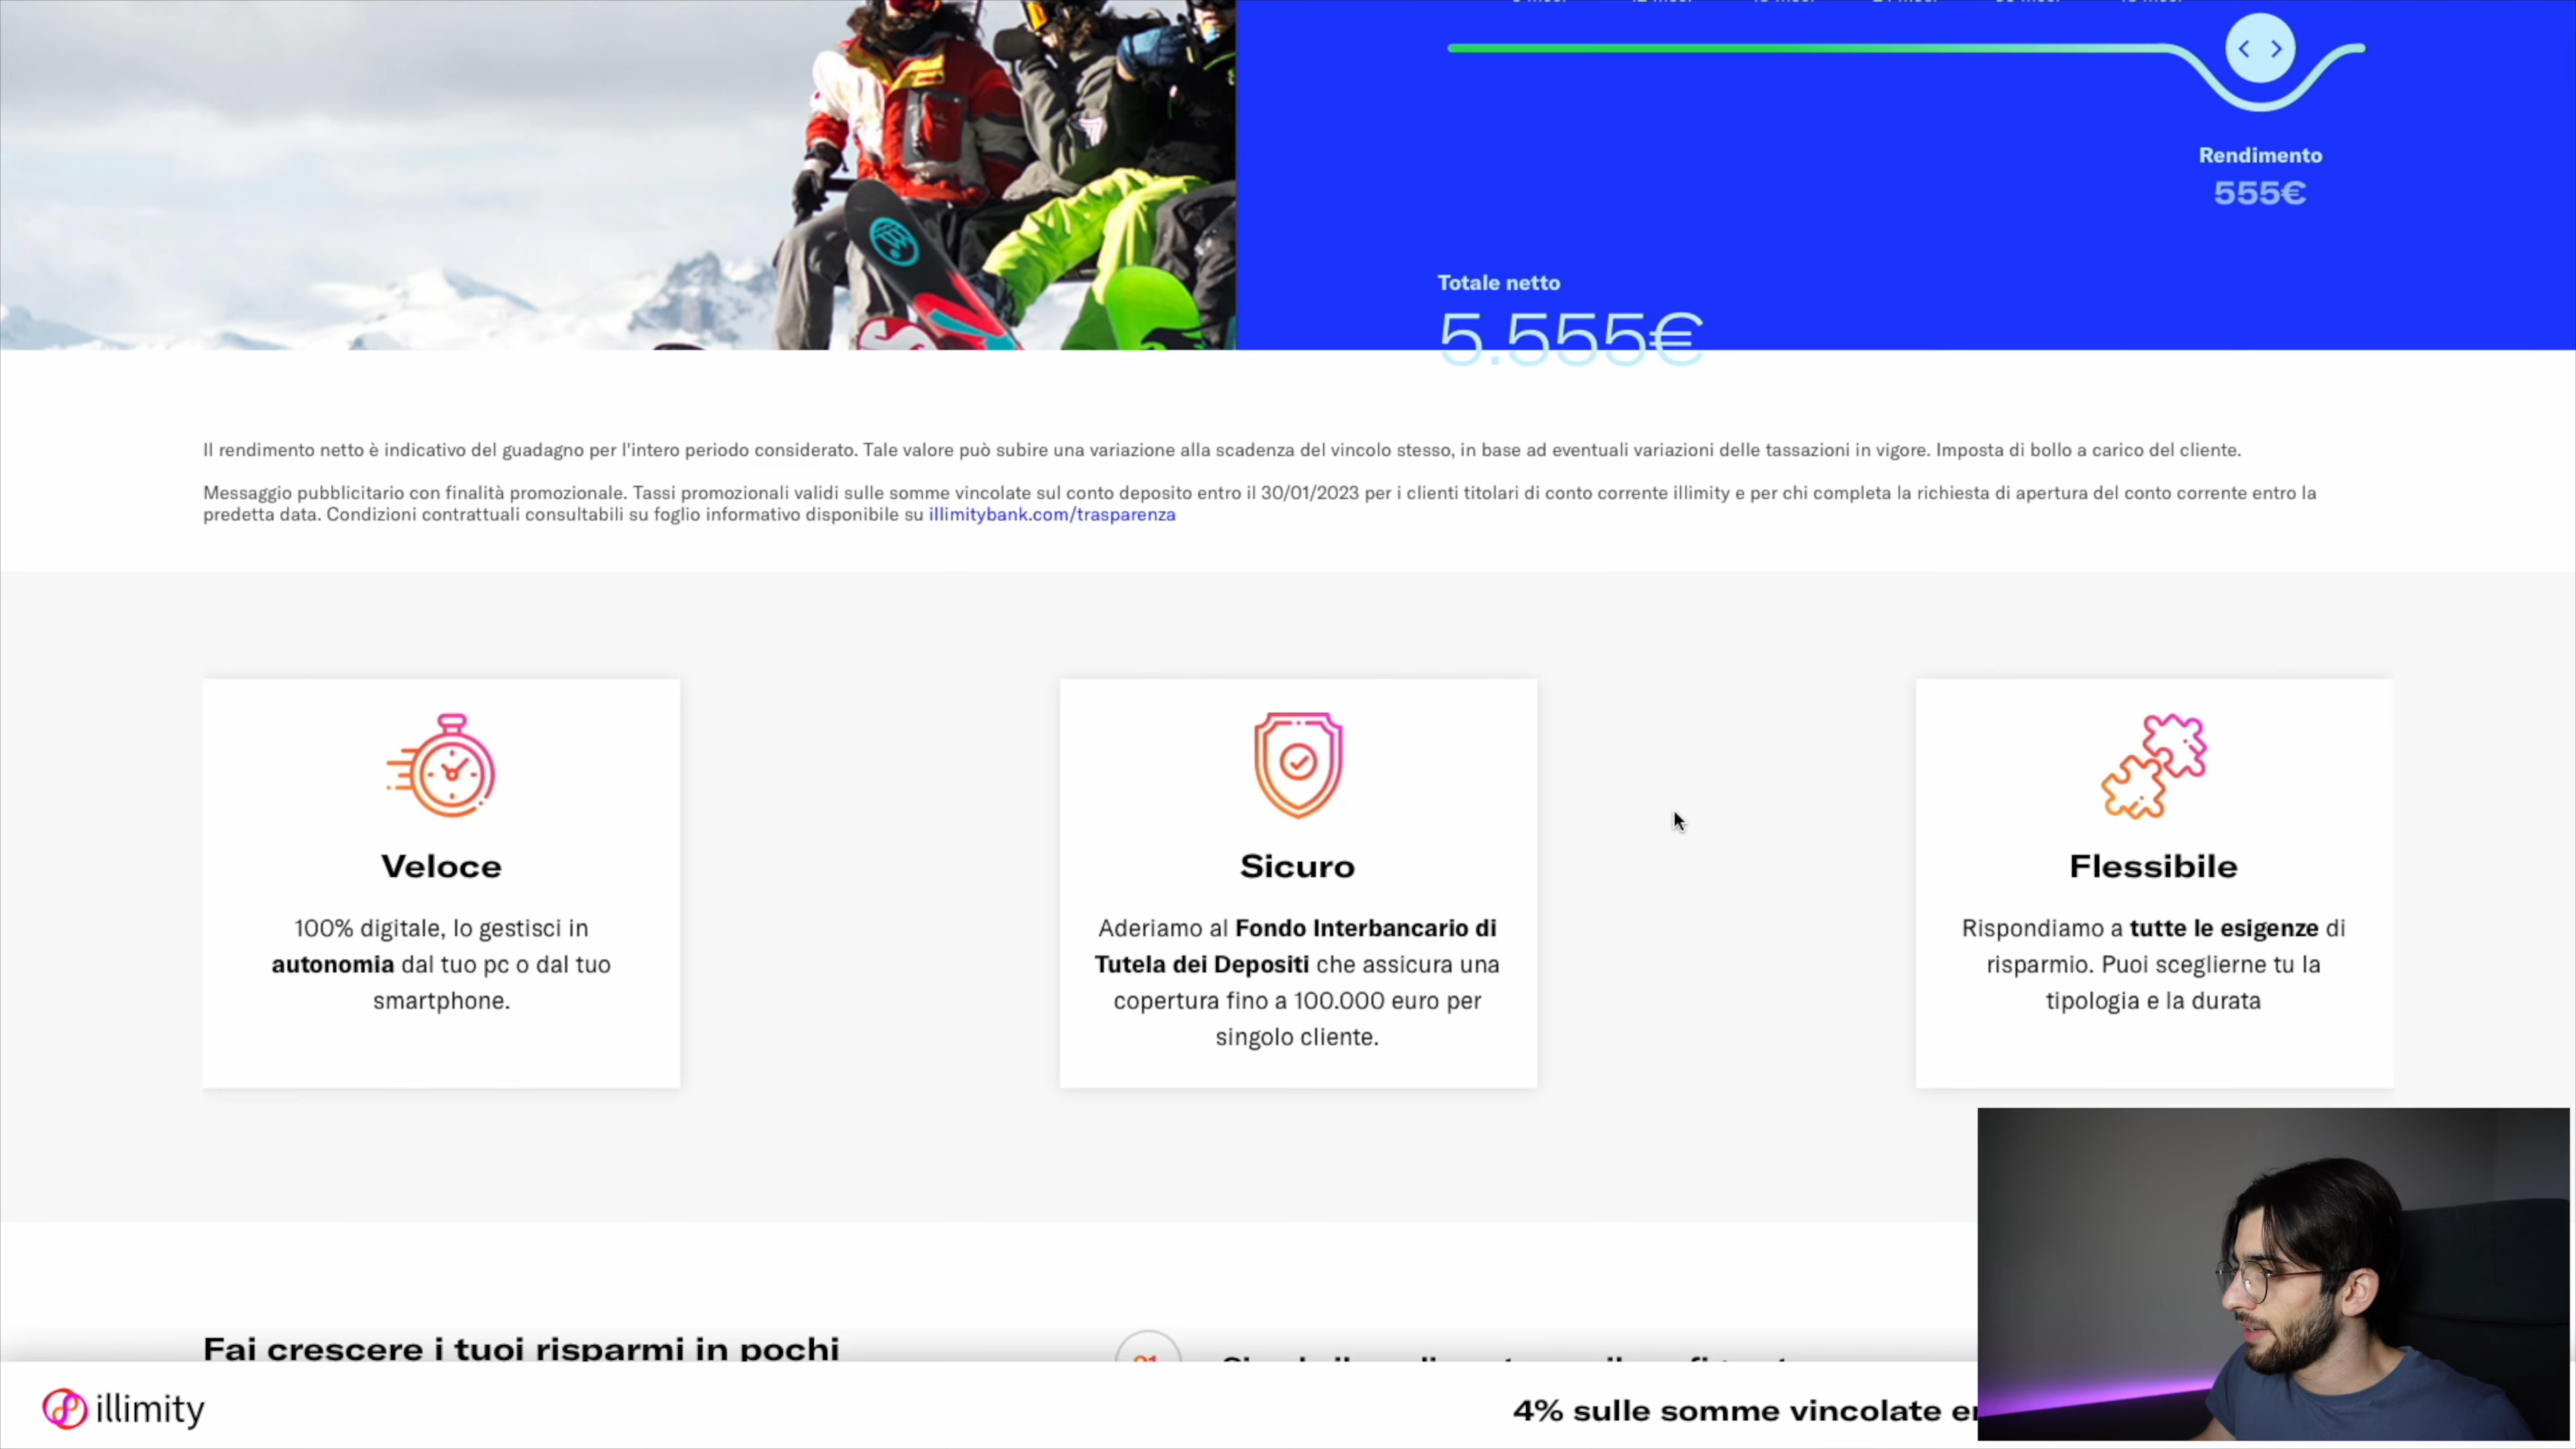 Rendimento
555€
Totale netto
5.555€
Il rendimento netto è indicativo del guadagno per l'intero periodo considerato. Tale valore può subire una variazione alla scadenza del vincolo stesso, in base ad eventuali variazioni delle tassazioni in vigore. Imposta di bollo a carico del cliente.
Messaggio pubblicitario con finalità promozionale. Tassi promozionali validi sulle somme vincolate sul conto deposito entro il 30/01/2023 per i clienti titolari di conto corrente illimity e per chi completa la richiesta di apertura del conto corrente entro la
predetta data. Condizioni contrattuali consultabili su foglio informativo disponibile su illimitybank.com/trasparenza
Veloce
100% digitale, lo gestisci in
autonomia dal tuo pc o dal tuo
smartphone.
Sicuro
Aderiamo al Fondo Interbancario di
Tutela dei Depositi che assicura una
copertura fino a 100.000 euro per
singolo cliente.
Flessibile
Rispondiamo a tutte le esigenze di
risparmio. Puoi sceglierne tu la
tipologia e la durata
Fai crescere i tuoi risparmi in pochi
illimity
4% sulle somme vincolate